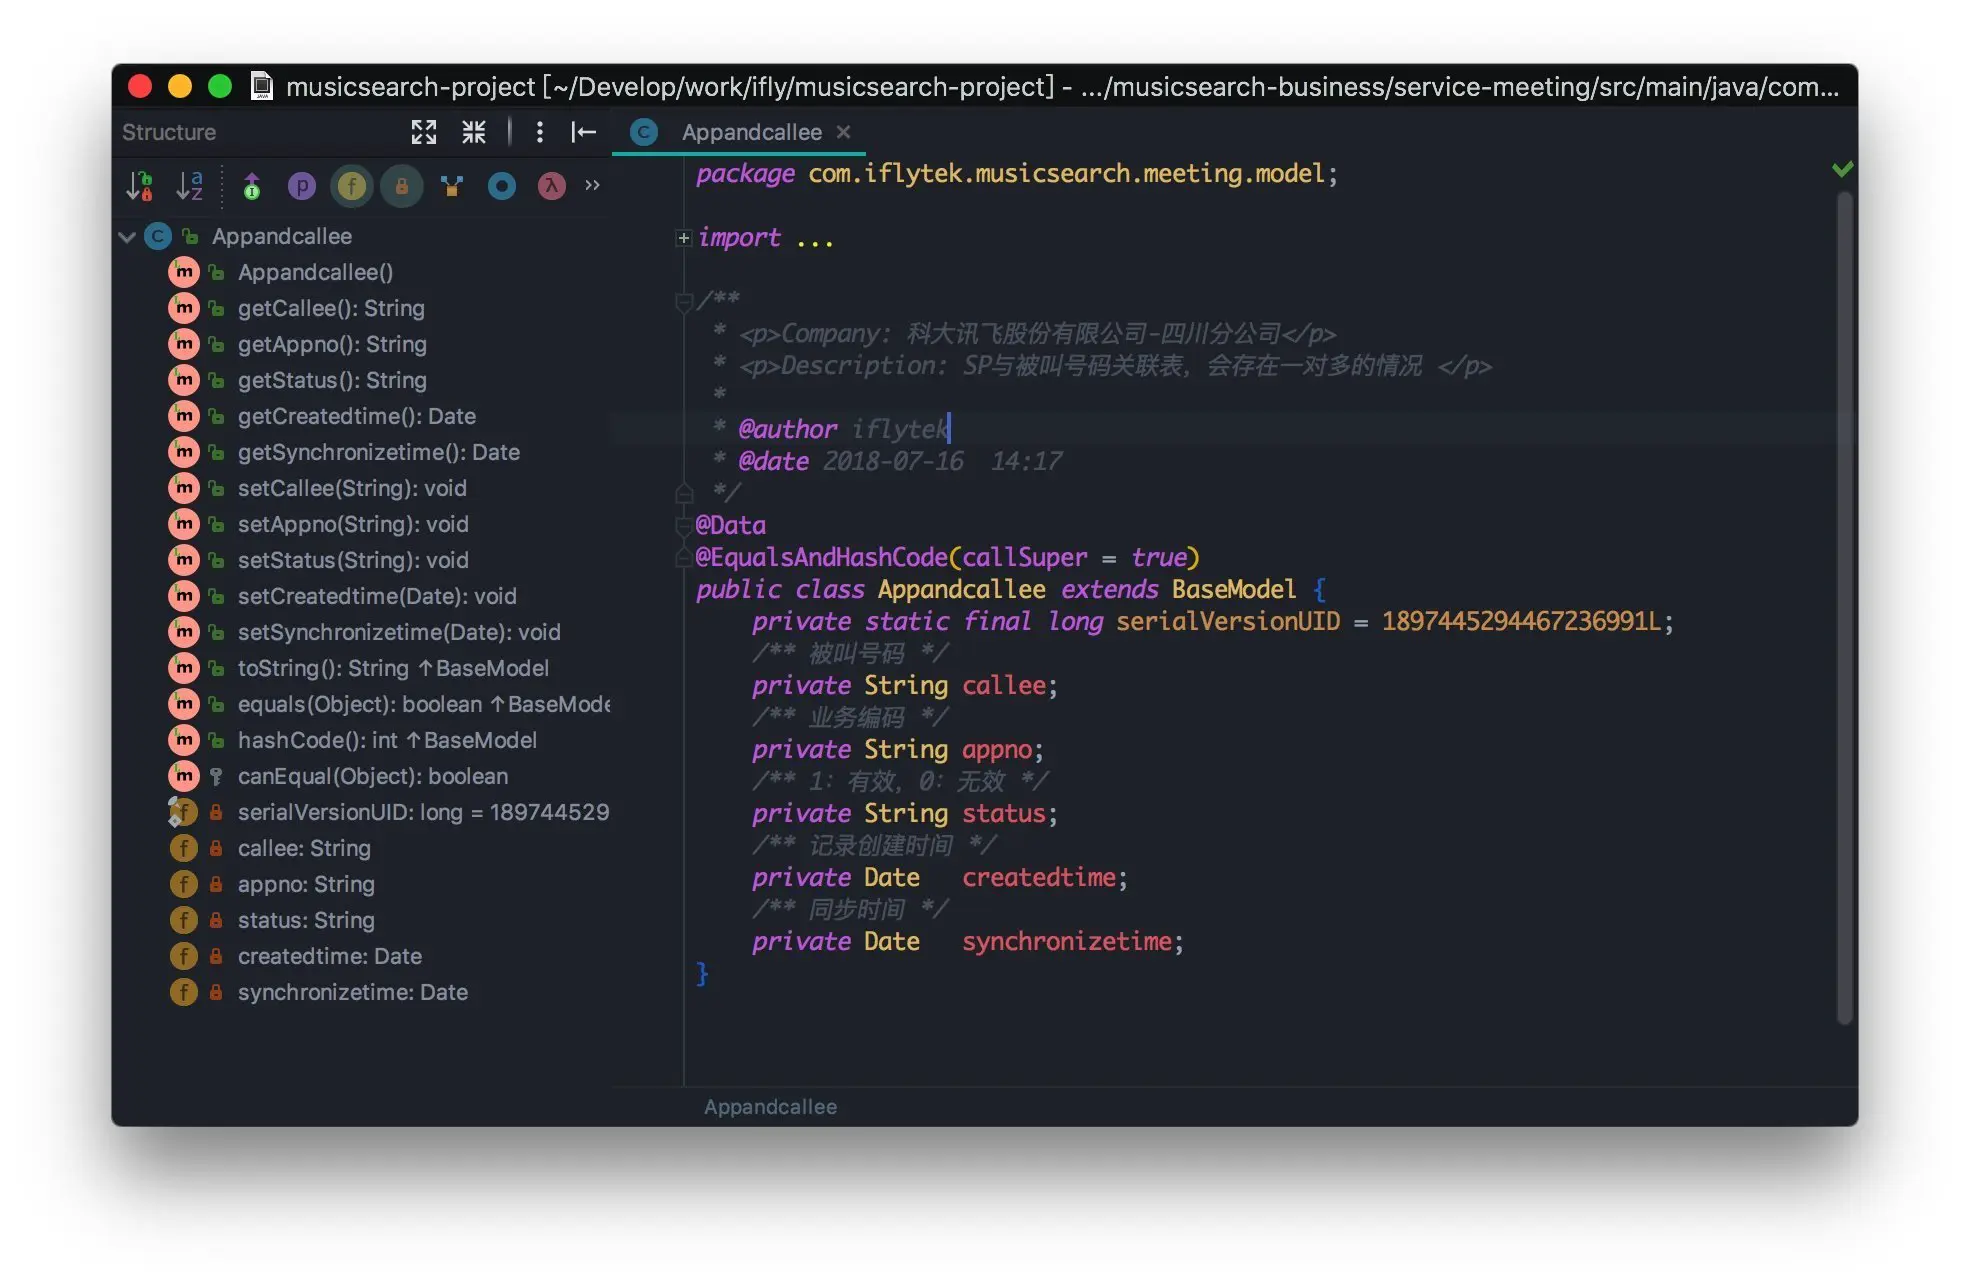 musicsearch-project [~/Develop/work/ifly/musicsearch-project] - .../musicsearch-business/service-meeting/src/main/java/com...
Structure
Appandcallee
Appandcallee
Appandcallee()
getCallee(): String
getAppno(): String
getStatus(): String
getCreatedtime(): Date
getSynchronizetime(): Date
setCallee(String): void
setAppno(String): void
setStatus(String): void
setCreatedtime(Date): void
setSynchronizetime(Date): void
toString(): String ↑BaseModel
equals(Object): boolean ↑BaseMode
hashCode(): int ↑BaseModel
canEqual(Object): boolean
serialVersionUID: long = 189744529
callee: String
appno: String
status: String
createdtime: Date
synchronizetime: Date
package com.iflytek.musicsearch.meeting.model;
import ...
/**
* <p>Company: 科大讯飞股份有限公司-四川分公司</p>
* <p>Description: SP与被叫号码关联表，会存在一对多的情况 </p>
*
* @author iflytek
* @date 2018-07-16  14:17
*/
@Data
@EqualsAndHashCode(callSuper = true)
public class Appandcallee extends BaseModel {
private static final long serialVersionUID = 1897445294467236991L;
/** 被叫号码 */
private String callee;
/** 业务编码 */
private String appno;
/** 1：有效，0：无效 */
private String status;
/** 记录创建时间 */
private Date   createdtime;
/** 同步时间 */
private Date   synchronizetime;
}
Appandcallee